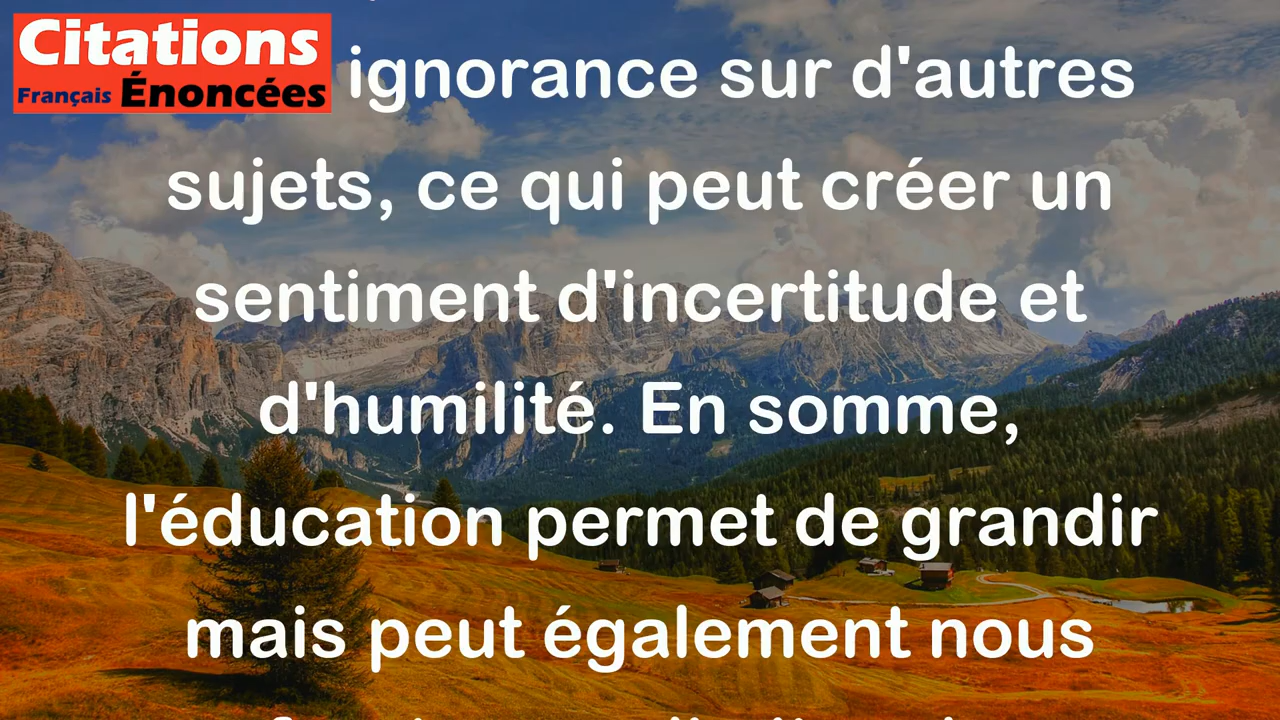 Citations
Français Énoncées
ignorance sur d'autres
sujets, ce qui peut créer un
sentiment d'incertitude et
d'humilité. En somme,
l'éducation permet de grandir
mais peut également nous